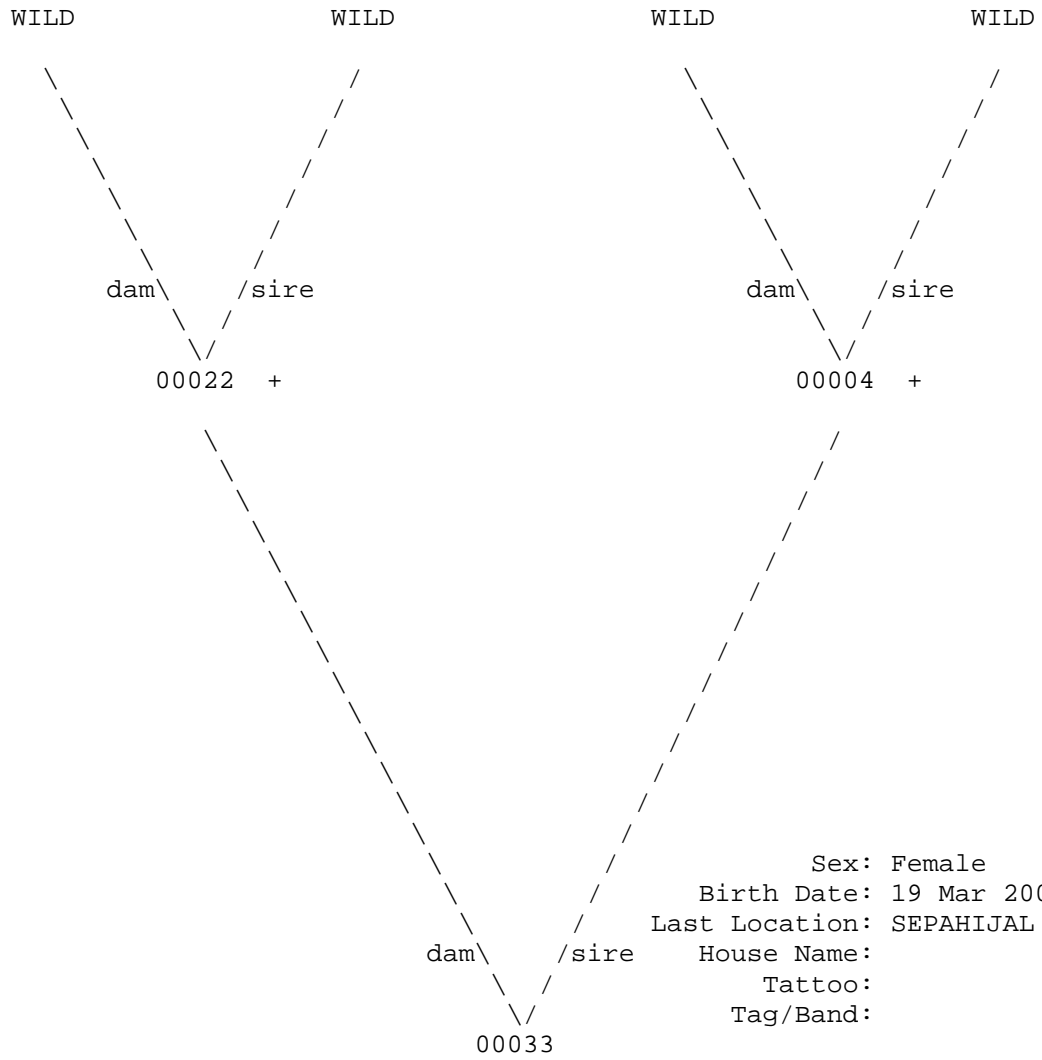 WILD WILD WILD WILD
dam sire dam sire
00022 + 00004 +
Sex: Female
Birth Date: 19 Mar 200
Last Location: SEPAHIJAL
dam sire House Name:
Tattoo:
Tag/Band:
00033